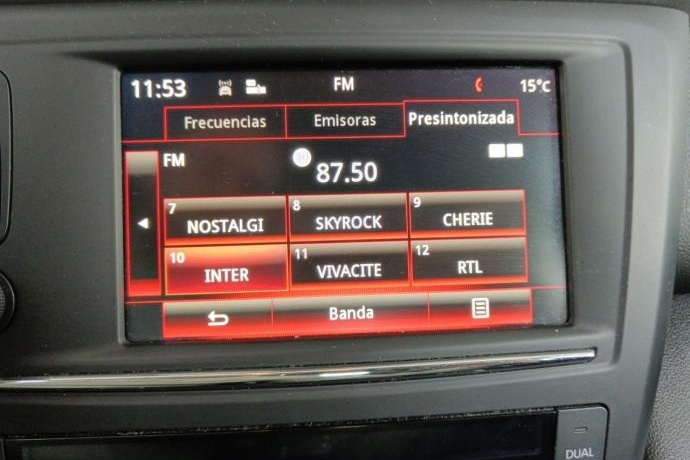 11:53 FM 15°C
Frecuencias Emisoras Presintonizada
FM
87.50
7 NOSTALGI 8 SKYROCK 9 CHERIE
10 INTER 11 VIVACITE 12 RTL
Banda
DUAL